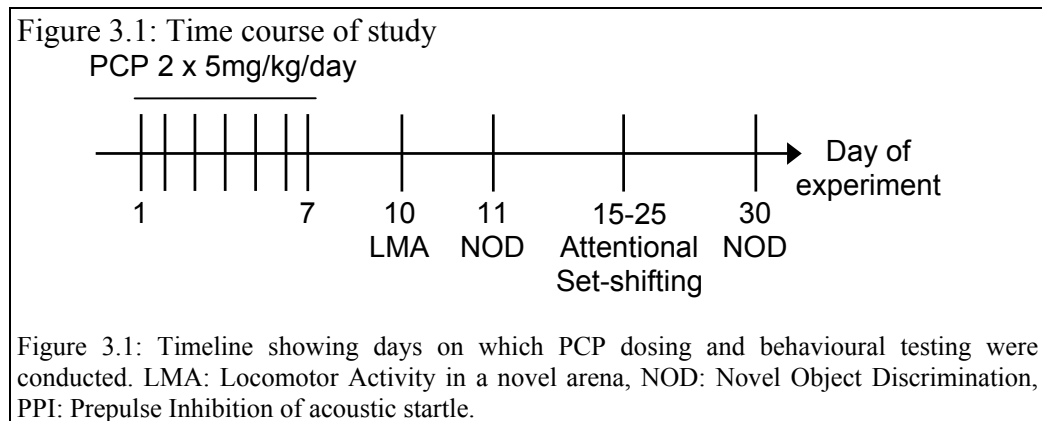 Figure 3.1: Time course of study
PCP 2 x 5mg/kg/day
Day of
experiment
1 7 10 11 15-25 30
LMA NOD Attentional NOD
Set-shifting
Figure 3.1: Timeline showing days on which PCP dosing and behavioural testing were
conducted. LMA: Locomotor Activity in a novel arena, NOD: Novel Object Discrimination,
PPI: Prepulse Inhibition of acoustic startle.